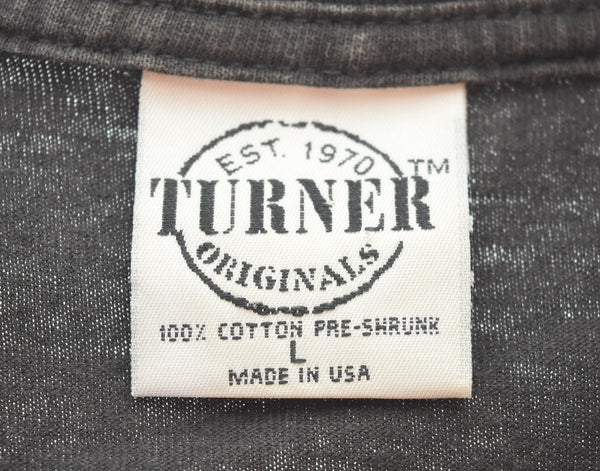 EST. 1970
TURNER™
ORIGINALS
100% COTTON PRE-SHRUNK
L
MADE IN USA